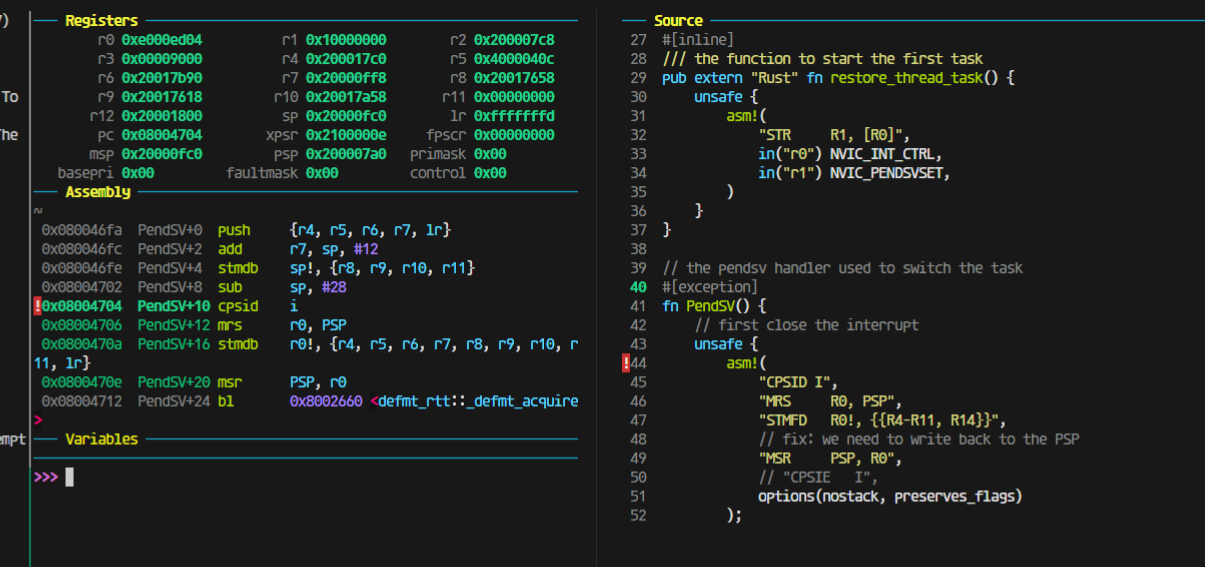 )
To
The
empt
Registers
r0 0xe000ed04 r1 0x10000000 r2 0x200007c8
r3 0x00009000 r4 0x200017c0 r5 0x4000040c
r6 0x20017b90 r7 0x20000ff8 r8 0x20017658
r9 0x20017618 r10 0x20017a58 r11 0x00000000
r12 0x20001800 sp 0x20000fc0 lr 0xfffffffd
pc 0x08004704 xpsr 0x2100000e fpscr 0x00000000
msp 0x20000fc0 psp 0x200007a0 primask 0x00
basepri 0x00 faultmask 0x00 control 0x00
Assembly
~
0x080046fa PendSV+0 push {r4, r5, r6, r7, lr}
0x080046fc PendSV+2 add r7, sp, #12
0x080046fe PendSV+4 stmdb sp!, {r8, r9, r10, r11}
0x08004702 PendSV+8 sub sp, #28
!0x08004704 PendSV+10 cpsid i
0x08004706 PendSV+12 mrs r0, PSP
0x0800470a PendSV+16 stmdb r0!, {r4, r5, r6, r7, r8, r9, r10, r
11, lr}
0x0800470e PendSV+20 msr PSP, r0
0x08004712 PendSV+24 bl 0x8002660 <defmt_rtt::_defmt_acquire
>
Variables
>>>
Source
27 #[inline]
28 /// the function to start the first task
29 pub extern "Rust" fn restore_thread_task() {
30 unsafe {
31 asm!(
32 "STR R1, [R0]",
33 in("r0") NVIC_INT_CTRL,
34 in("r1") NVIC_PENDSVSET,
35 )
36 }
37 }
38
39 // the pendsv handler used to switch the task
40 #[exception]
41 fn PendSV() {
42 // first close the interrupt
43 unsafe {
!44 asm!(
45 "CPSID I",
46 "MRS R0, PSP",
47 "STMFD R0!, {{R4-R11, R14}}",
48 // fix: we need to write back to the PSP
49 "MSR PSP, R0",
50 // "CPSIE I",
51 options(nostack, preserves_flags)
52 );